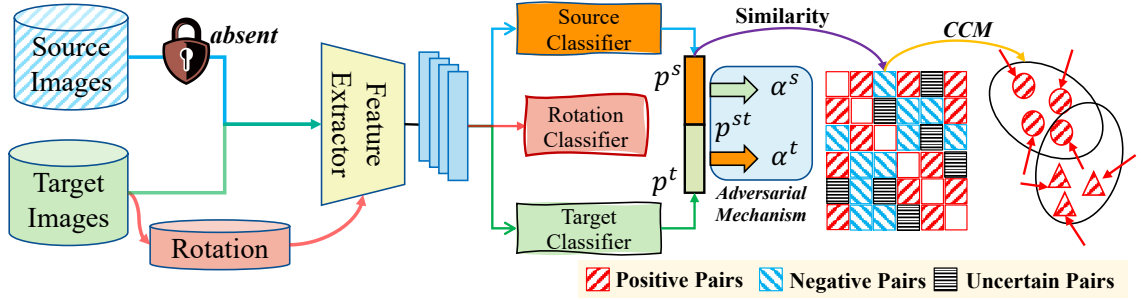 Source
Images
absent
Target
Images
Rotation
Feature
Extractor
Source
Classifier
Rotation
Classifier
Target
Classifier
p^s
p^{st}
p^t
α^s
α^t
Adversarial
Mechanism
Similarity
CCM
Positive Pairs
Negative Pairs
Uncertain Pairs